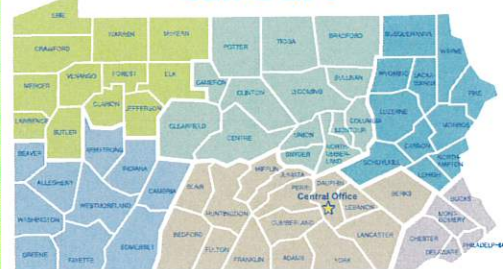 ERIE
CRAWFORD
WARREN
McKEAN
POTTER
TIOGA
BRADFORD
SUSQUEHANNA
WAYNE
MERCER
VENANGO
FOREST
ELK
CAMERON
SULLIVAN
WYOMING
LACKAWANNA
PIKE
LAWRENCE
CLARION
JEFFERSON
CLINTON
LYCOMING
BUTLER
CLEARFIELD
CENTRE
UNION
MONTOUR
COLUMBIA
LUZERNE
MONROE
BEAVER
ARMSTRONG
INDIANA
SNYDER
NORTHUMBERLAND
CARBON
SCHUYLKILL
NORTHAMPTON
LEHIGH
ALLEGHENY
WESTMORELAND
CAMBRIA
BLAIR
MIFFLIN
JUNIATA
PERRY
DAUPHIN
BERKS
BUCKS
Central Office
LEBANON
HUNTINGDON
CUMBERLAND
MONTGOMERY
WASHINGTON
LANCASTER
CHESTER
PHILADELPHIA
BEDFORD
GREENE
FAYETTE
SOMERSET
FULTON
FRANKLIN
ADAMS
YORK
DELAWARE